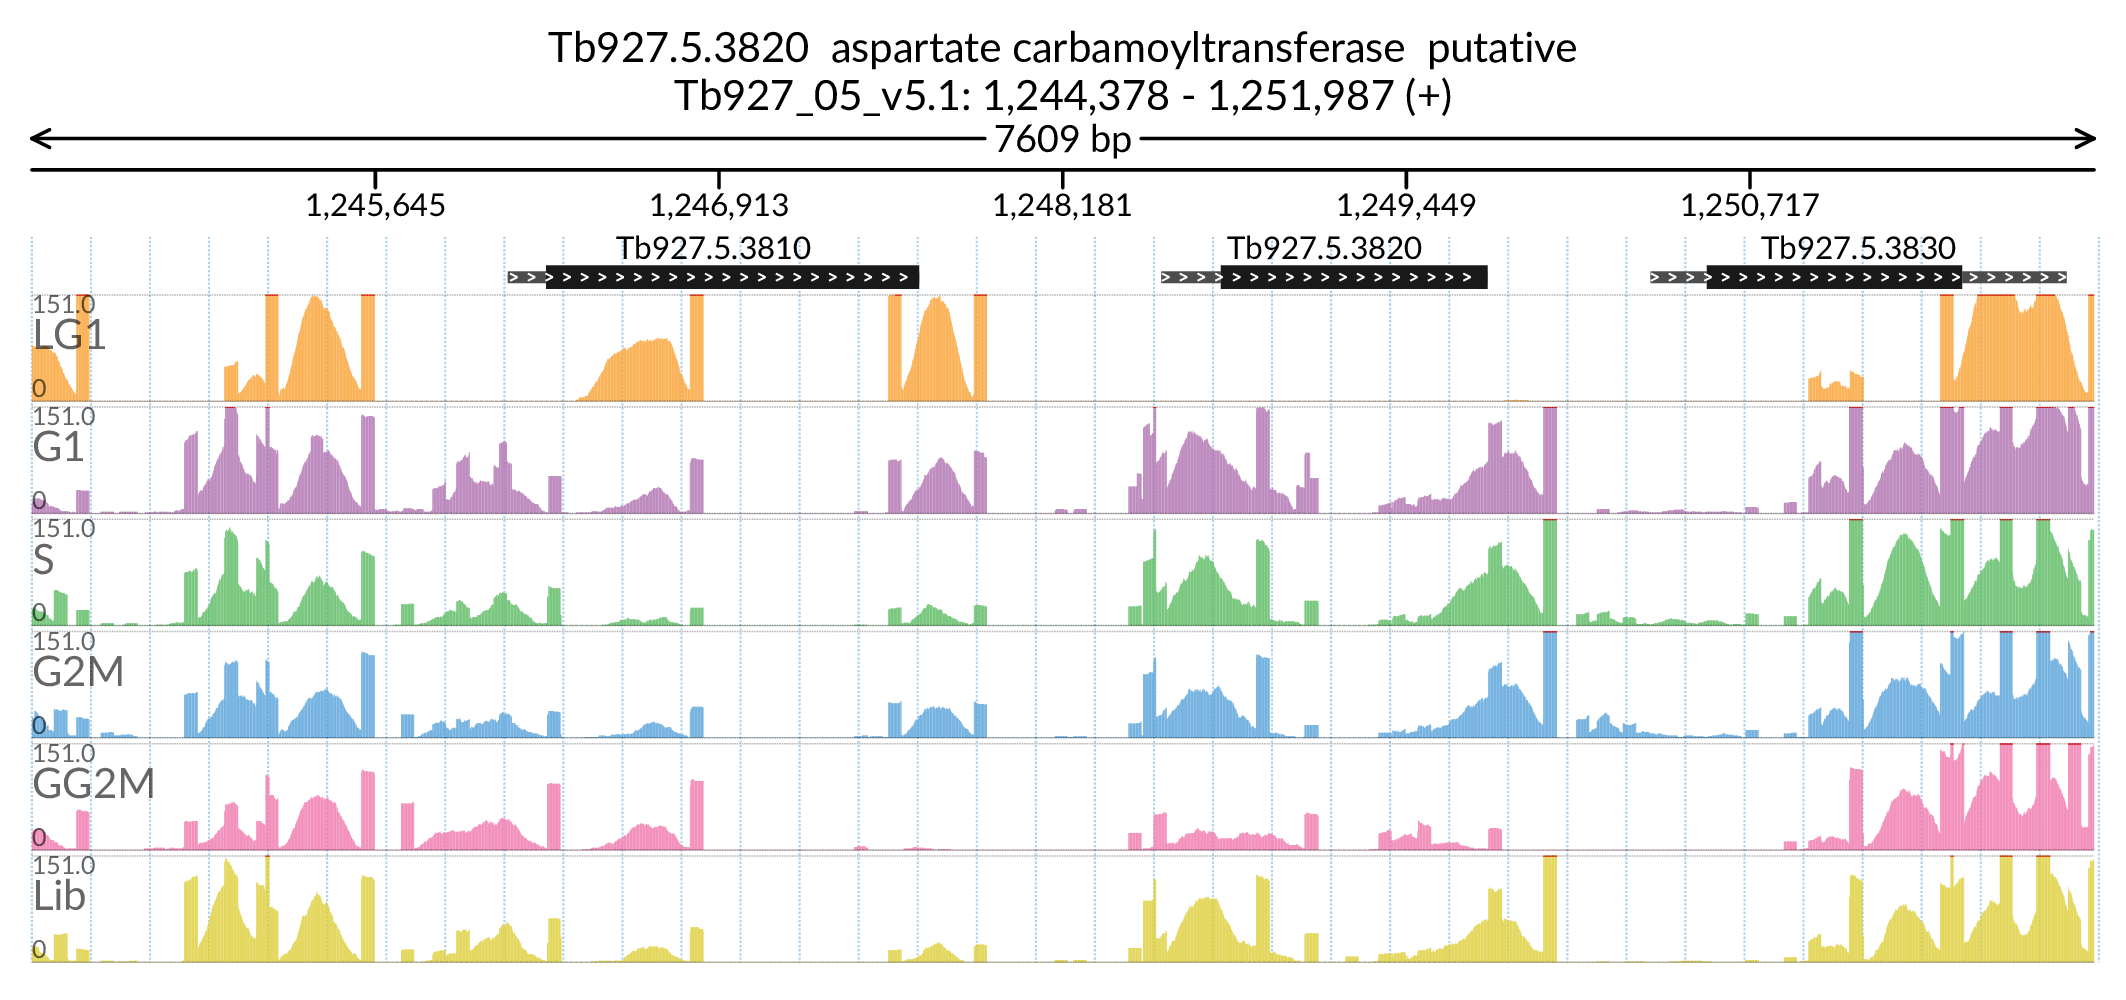 Tb927.5.3820 aspartate carbamoyltransferase putative
Tb927_05_v5.1: 1,244,378 - 1,251,987 (+)
7609 bp
1,245,645 1,246,913 1,248,181 1,249,449 1,250,717
Tb927.5.3810 Tb927.5.3820 Tb927.5.3830
151.0
LG1
0
151.0
G1
0
151.0
S
0
151.0
G2M
0
151.0
GG2M
0
151.0
Lib
0